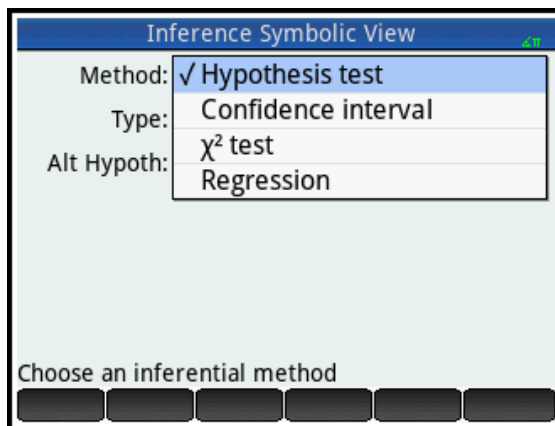 Inference Symbolic View
∡π
Method: √ Hypothesis test
Confidence interval
Type:
χ² test
Alt Hypoth:
Regression
Choose an inferential method